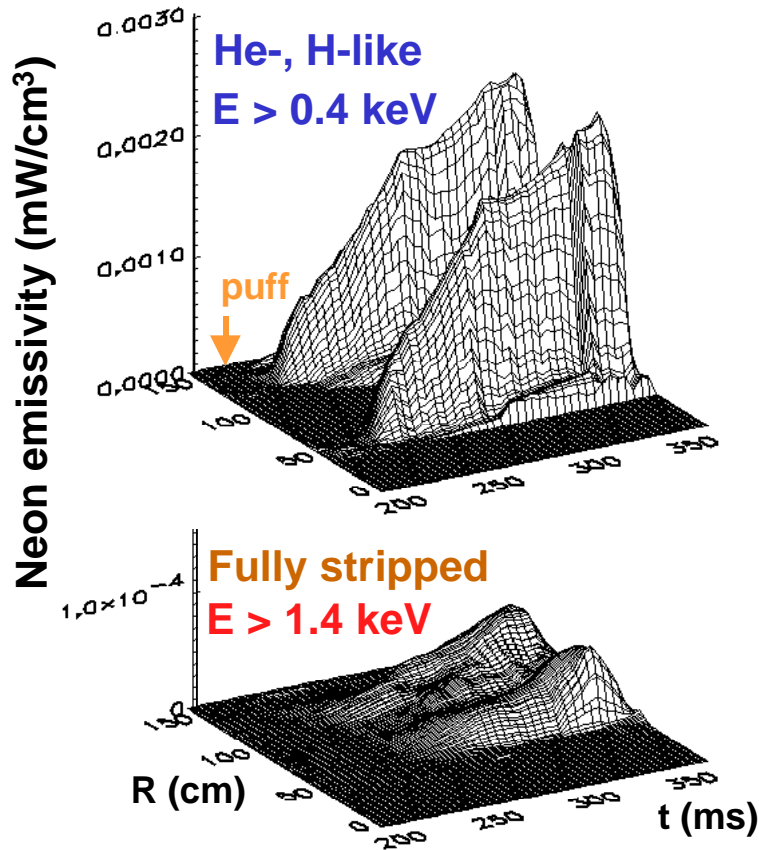 Neon emissivity (mW/cm³)
0.0030
0.0020
0.0010
0.0000
He-, H-like
E > 0.4 keV
puff
150
100
50
0
200
250
300
350
Fully stripped
E > 1.4 keV
1.0×10⁻⁴
0
150
100
50
0
200
250
300
350
R (cm)
t (ms)